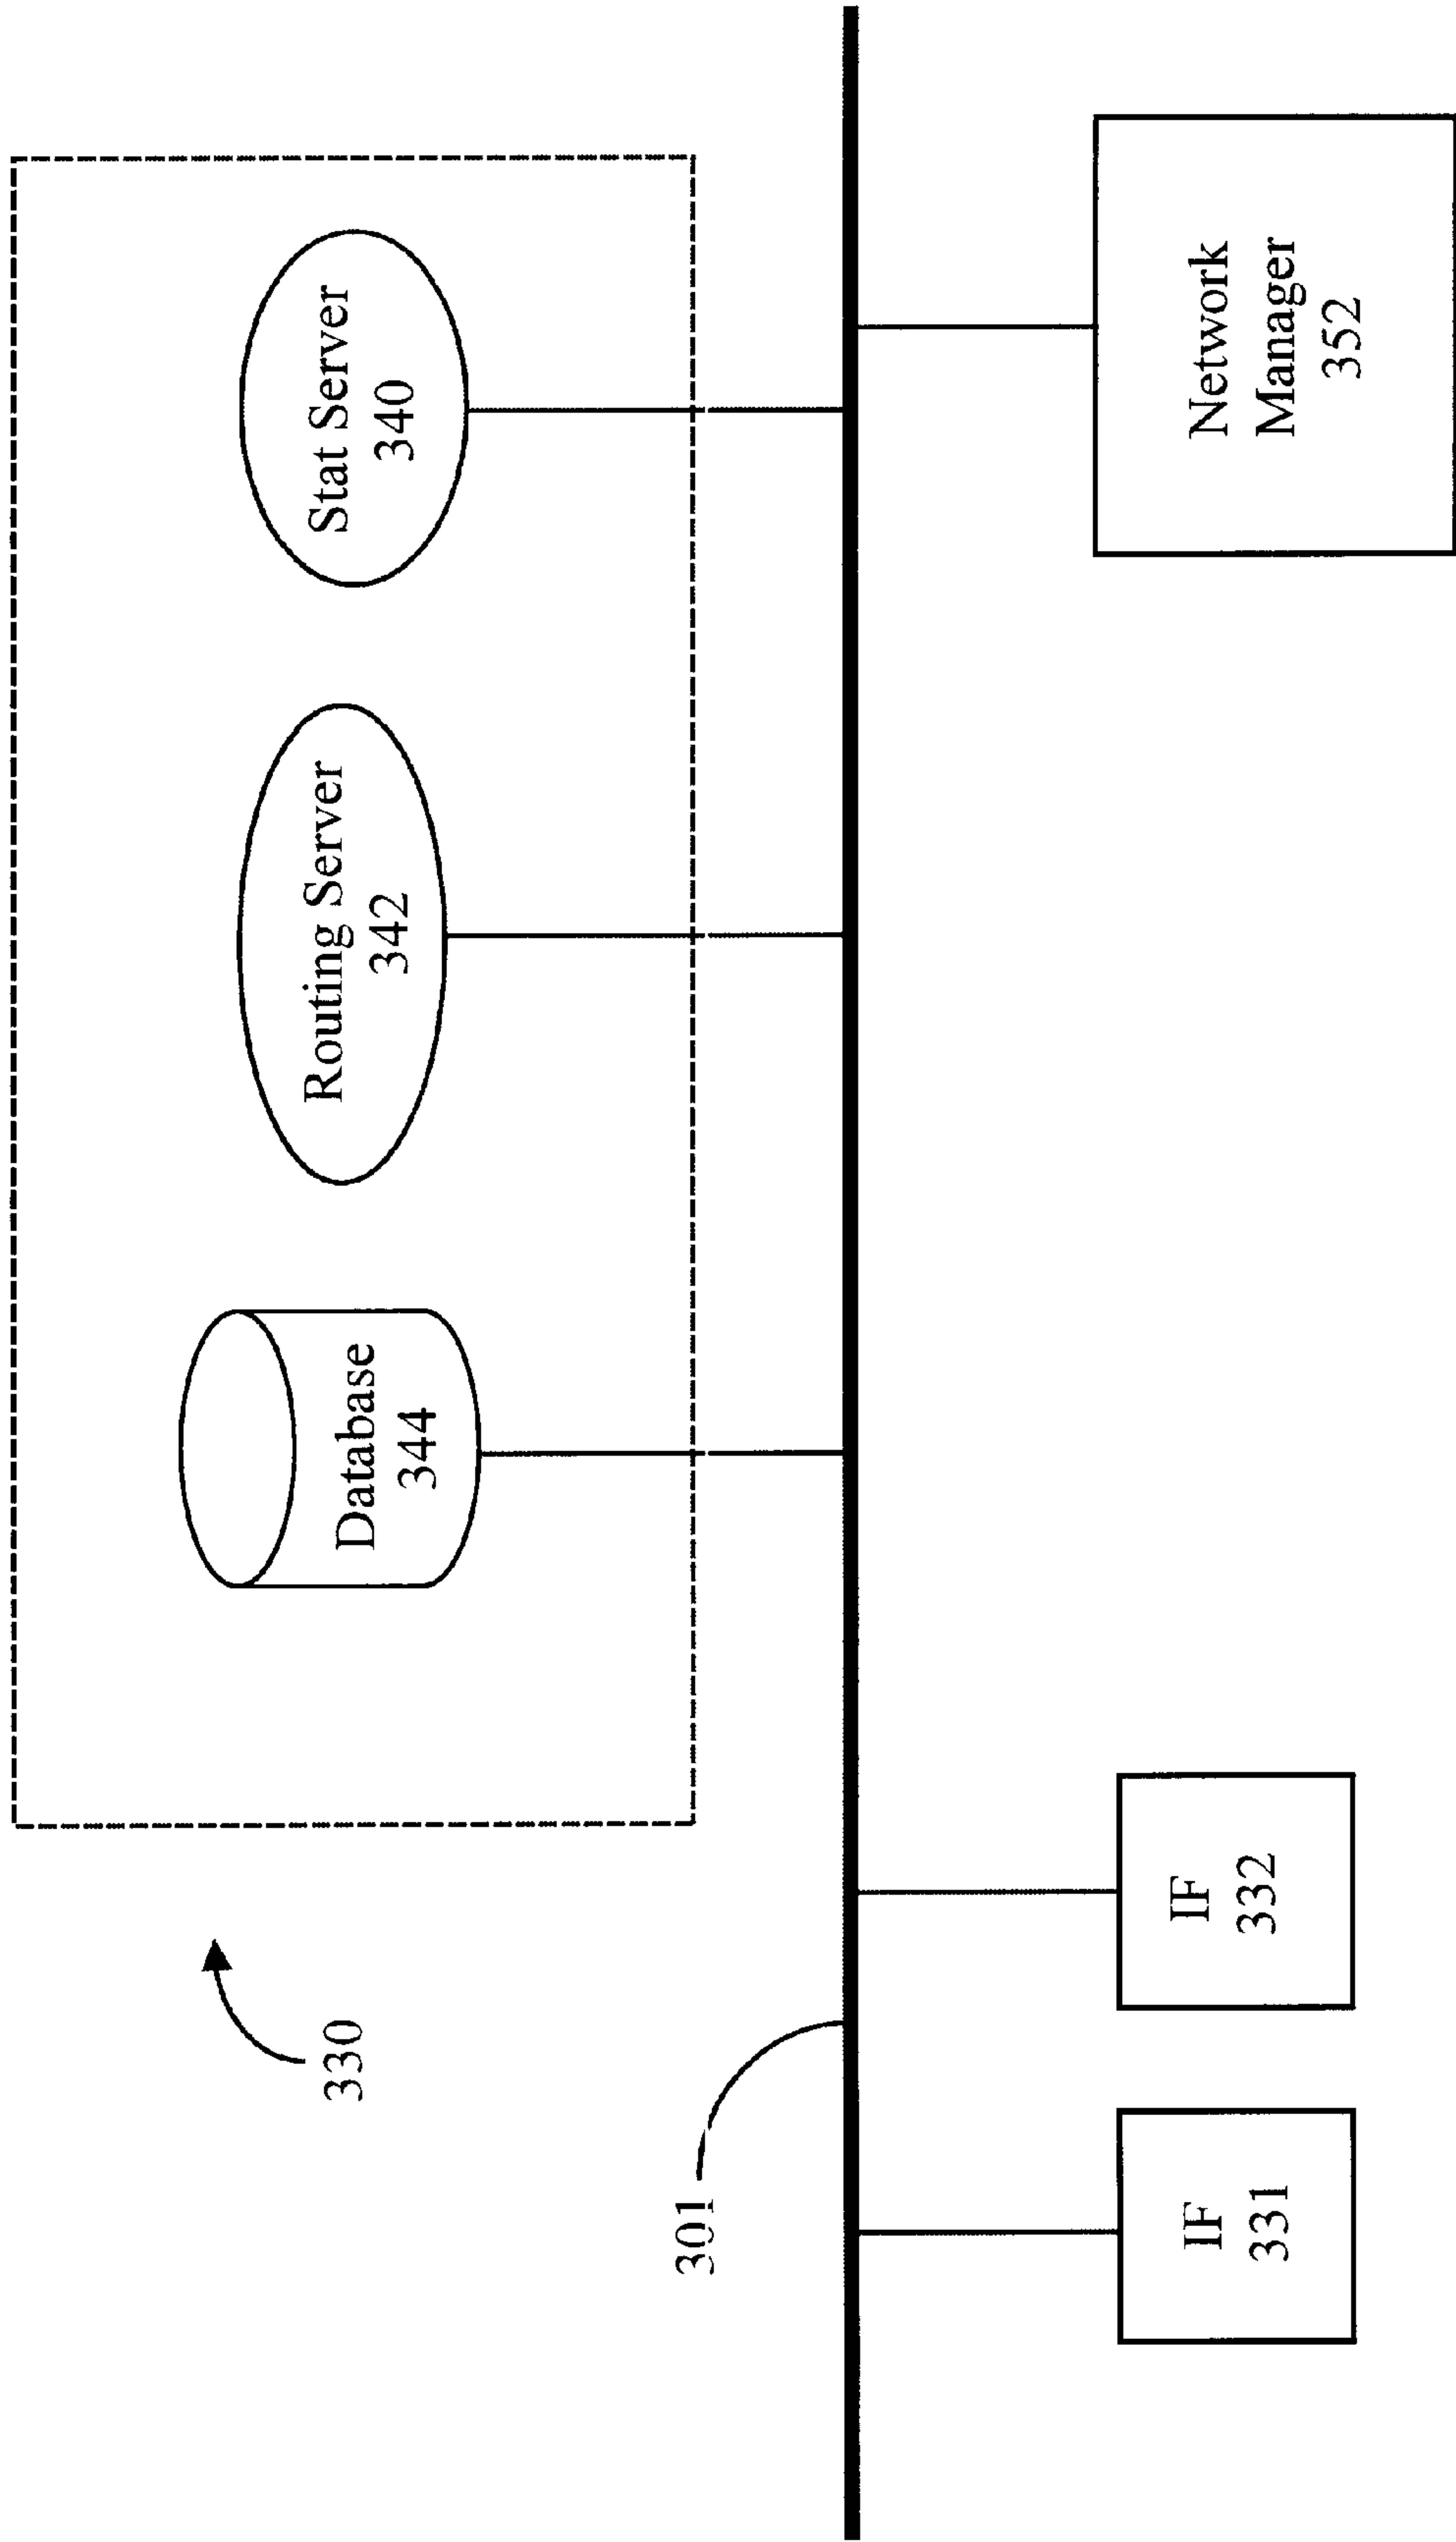 330
Database
344
Routing Server
342
Stat Server
340
301
IF
331
IF
332
Network
Manager
352